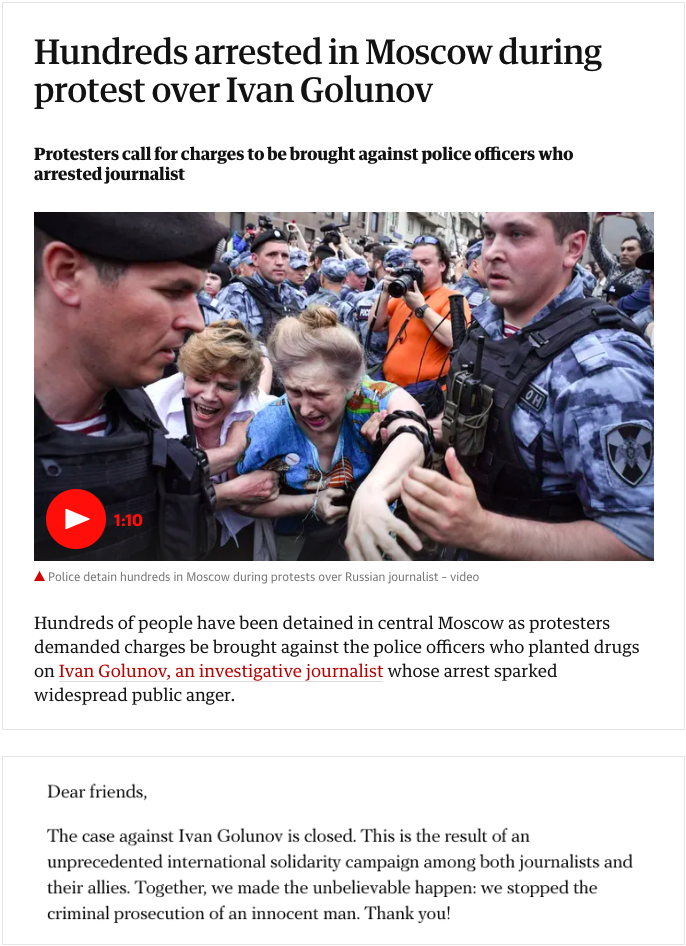 Hundreds arrested in Moscow during
protest over Ivan Golunov
Protesters call for charges to be brought against police officers who
arrested journalist
ОН
1:10
Police detain hundreds in Moscow during protests over Russian journalist – video
Hundreds of people have been detained in central Moscow as protesters
demanded charges be brought against the police officers who planted drugs
on Ivan Golunov, an investigative journalist whose arrest sparked
widespread public anger.
Dear friends,
The case against Ivan Golunov is closed. This is the result of an
unprecedented international solidarity campaign among both journalists and
their allies. Together, we made the unbelievable happen: we stopped the
criminal prosecution of an innocent man. Thank you!